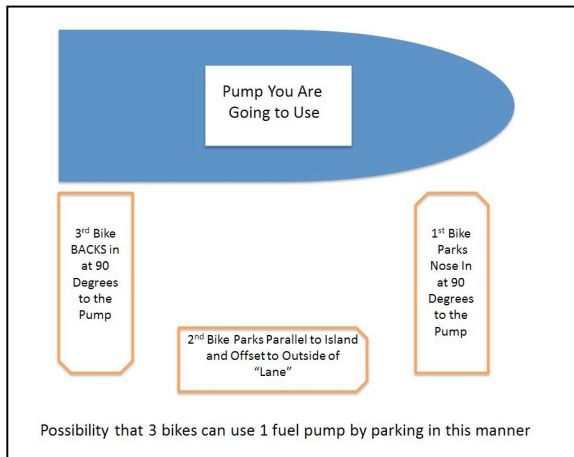 Pump You Are
Going to Use
3rd Bike
BACKS in
at 90
Degrees
to the
Pump
1st Bike
Parks
Nose In
at 90
Degrees
to the
Pump
2nd Bike Parks Parallel to Island
and Offset to Outside of
“Lane”
Possibility that 3 bikes can use 1 fuel pump by parking in this manner